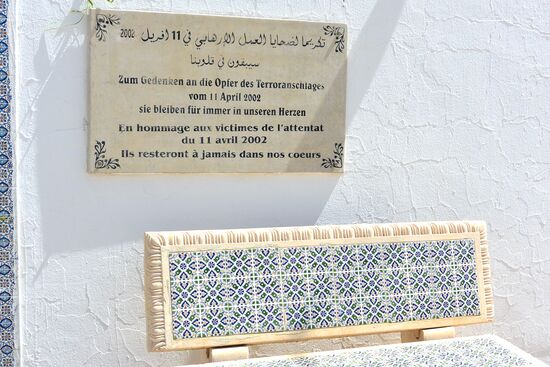 تكريما لضحايا العمل الإرهابي في 11 افريل 2002
سيبقون في قلوبنا
Zum Gedenken an die Opfer des Terroranschlages
vom 11 April 2002
sie bleiben für immer in unseren Herzen
En hommage aux victimes de l'attentat
du 11 avril 2002
Ils resteront à jamais dans nos coeurs